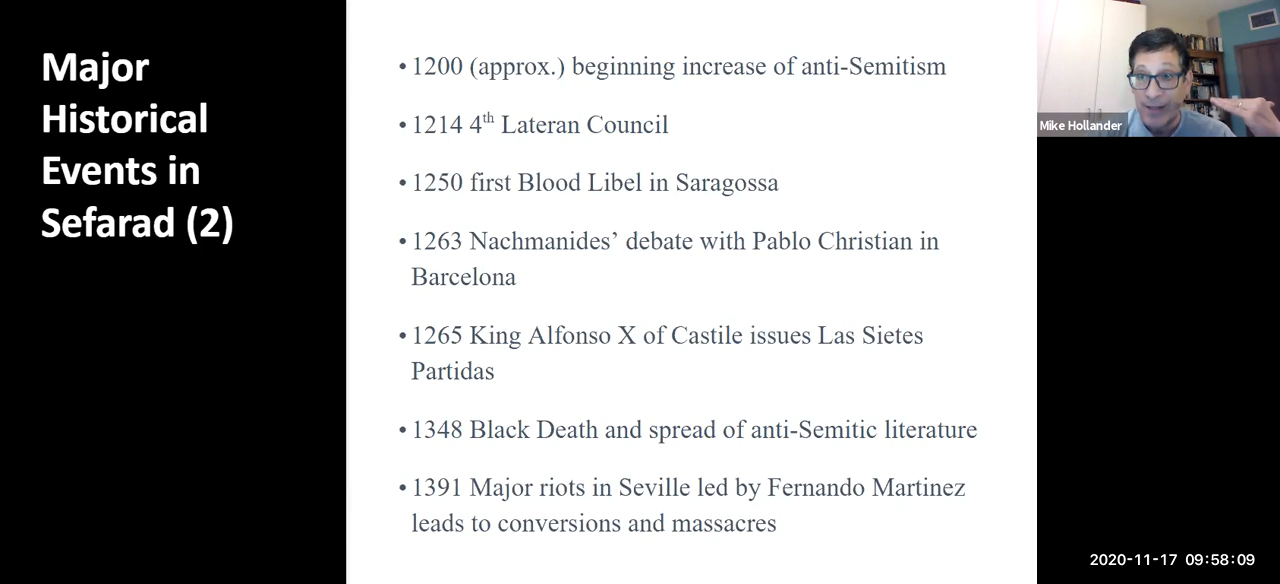 Major
Historical
Events in
Sefarad (2)
• 1200 (approx.) beginning increase of anti-Semitism
• 1214 4th Lateran Council
• 1250 first Blood Libel in Saragossa
• 1263 Nachmanides’ debate with Pablo Christian in
Barcelona
• 1265 King Alfonso X of Castile issues Las Sietes
Partidas
• 1348 Black Death and spread of anti-Semitic literature
• 1391 Major riots in Seville led by Fernando Martinez
leads to conversions and massacres
Mike Hollander
2020-11-17 09:58:09